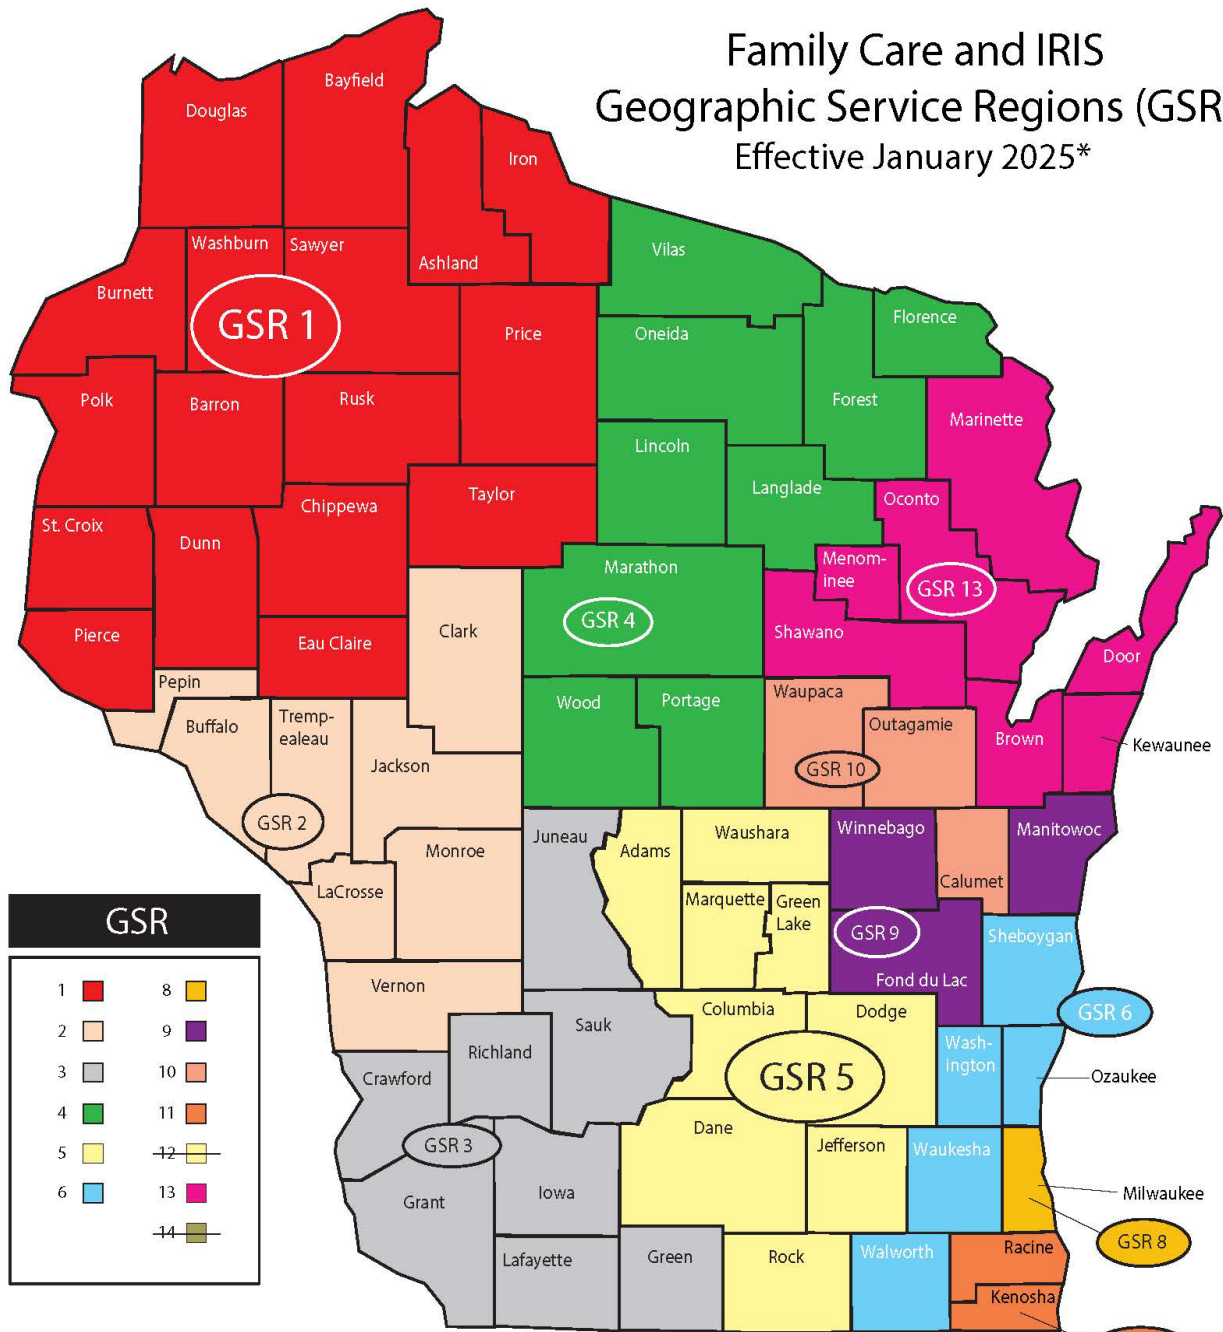 Family Care and IRIS
Geographic Service Regions (GSR
Effective January 2025*
Bayfield
Douglas
Iron
Washburn
Sawyer
Ashland
Vilas
Burnett
GSR 1
Price
Oneida
Florence
Polk
Barron
Rusk
Forest
Marinette
Lincoln
Langlade
Taylor
Chippewa
Oconto
St. Croix
Dunn
Marathon
Menom-
inee
GSR 13
GSR 4
Pierce
Eau Claire
Clark
Shawano
Door
Pepin
Buffalo
Tremp-
ealeau
Wood
Portage
Waupaca
Outagamie
Brown
Kewaunee
Jackson
GSR 10
GSR 2
Juneau
Adams
Waushara
Winnebago
Manitowoc
Monroe
LaCrosse
Marquette
Green
Lake
Calumet
GSR 9
Sheboygan
Vernon
Fond du Lac
GSR 6
Columbia
Dodge
Sauk
Richland
Wash-
ington
Crawford
GSR 5
Ozaukee
Dane
Jefferson
Waukesha
GSR 3
Grant
Iowa
Milwaukee
GSR 8
Lafayette
Green
Rock
Walworth
Racine
Kenosha
GSR
1
8
2
9
3
10
4
11
5
12
6
13
14